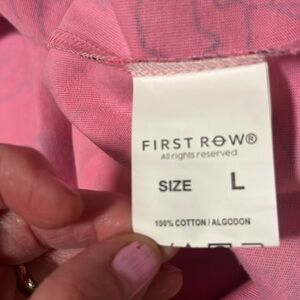 FIRST ROW®
All rights reserved
SIZE L
100% COTTON / ALGODON